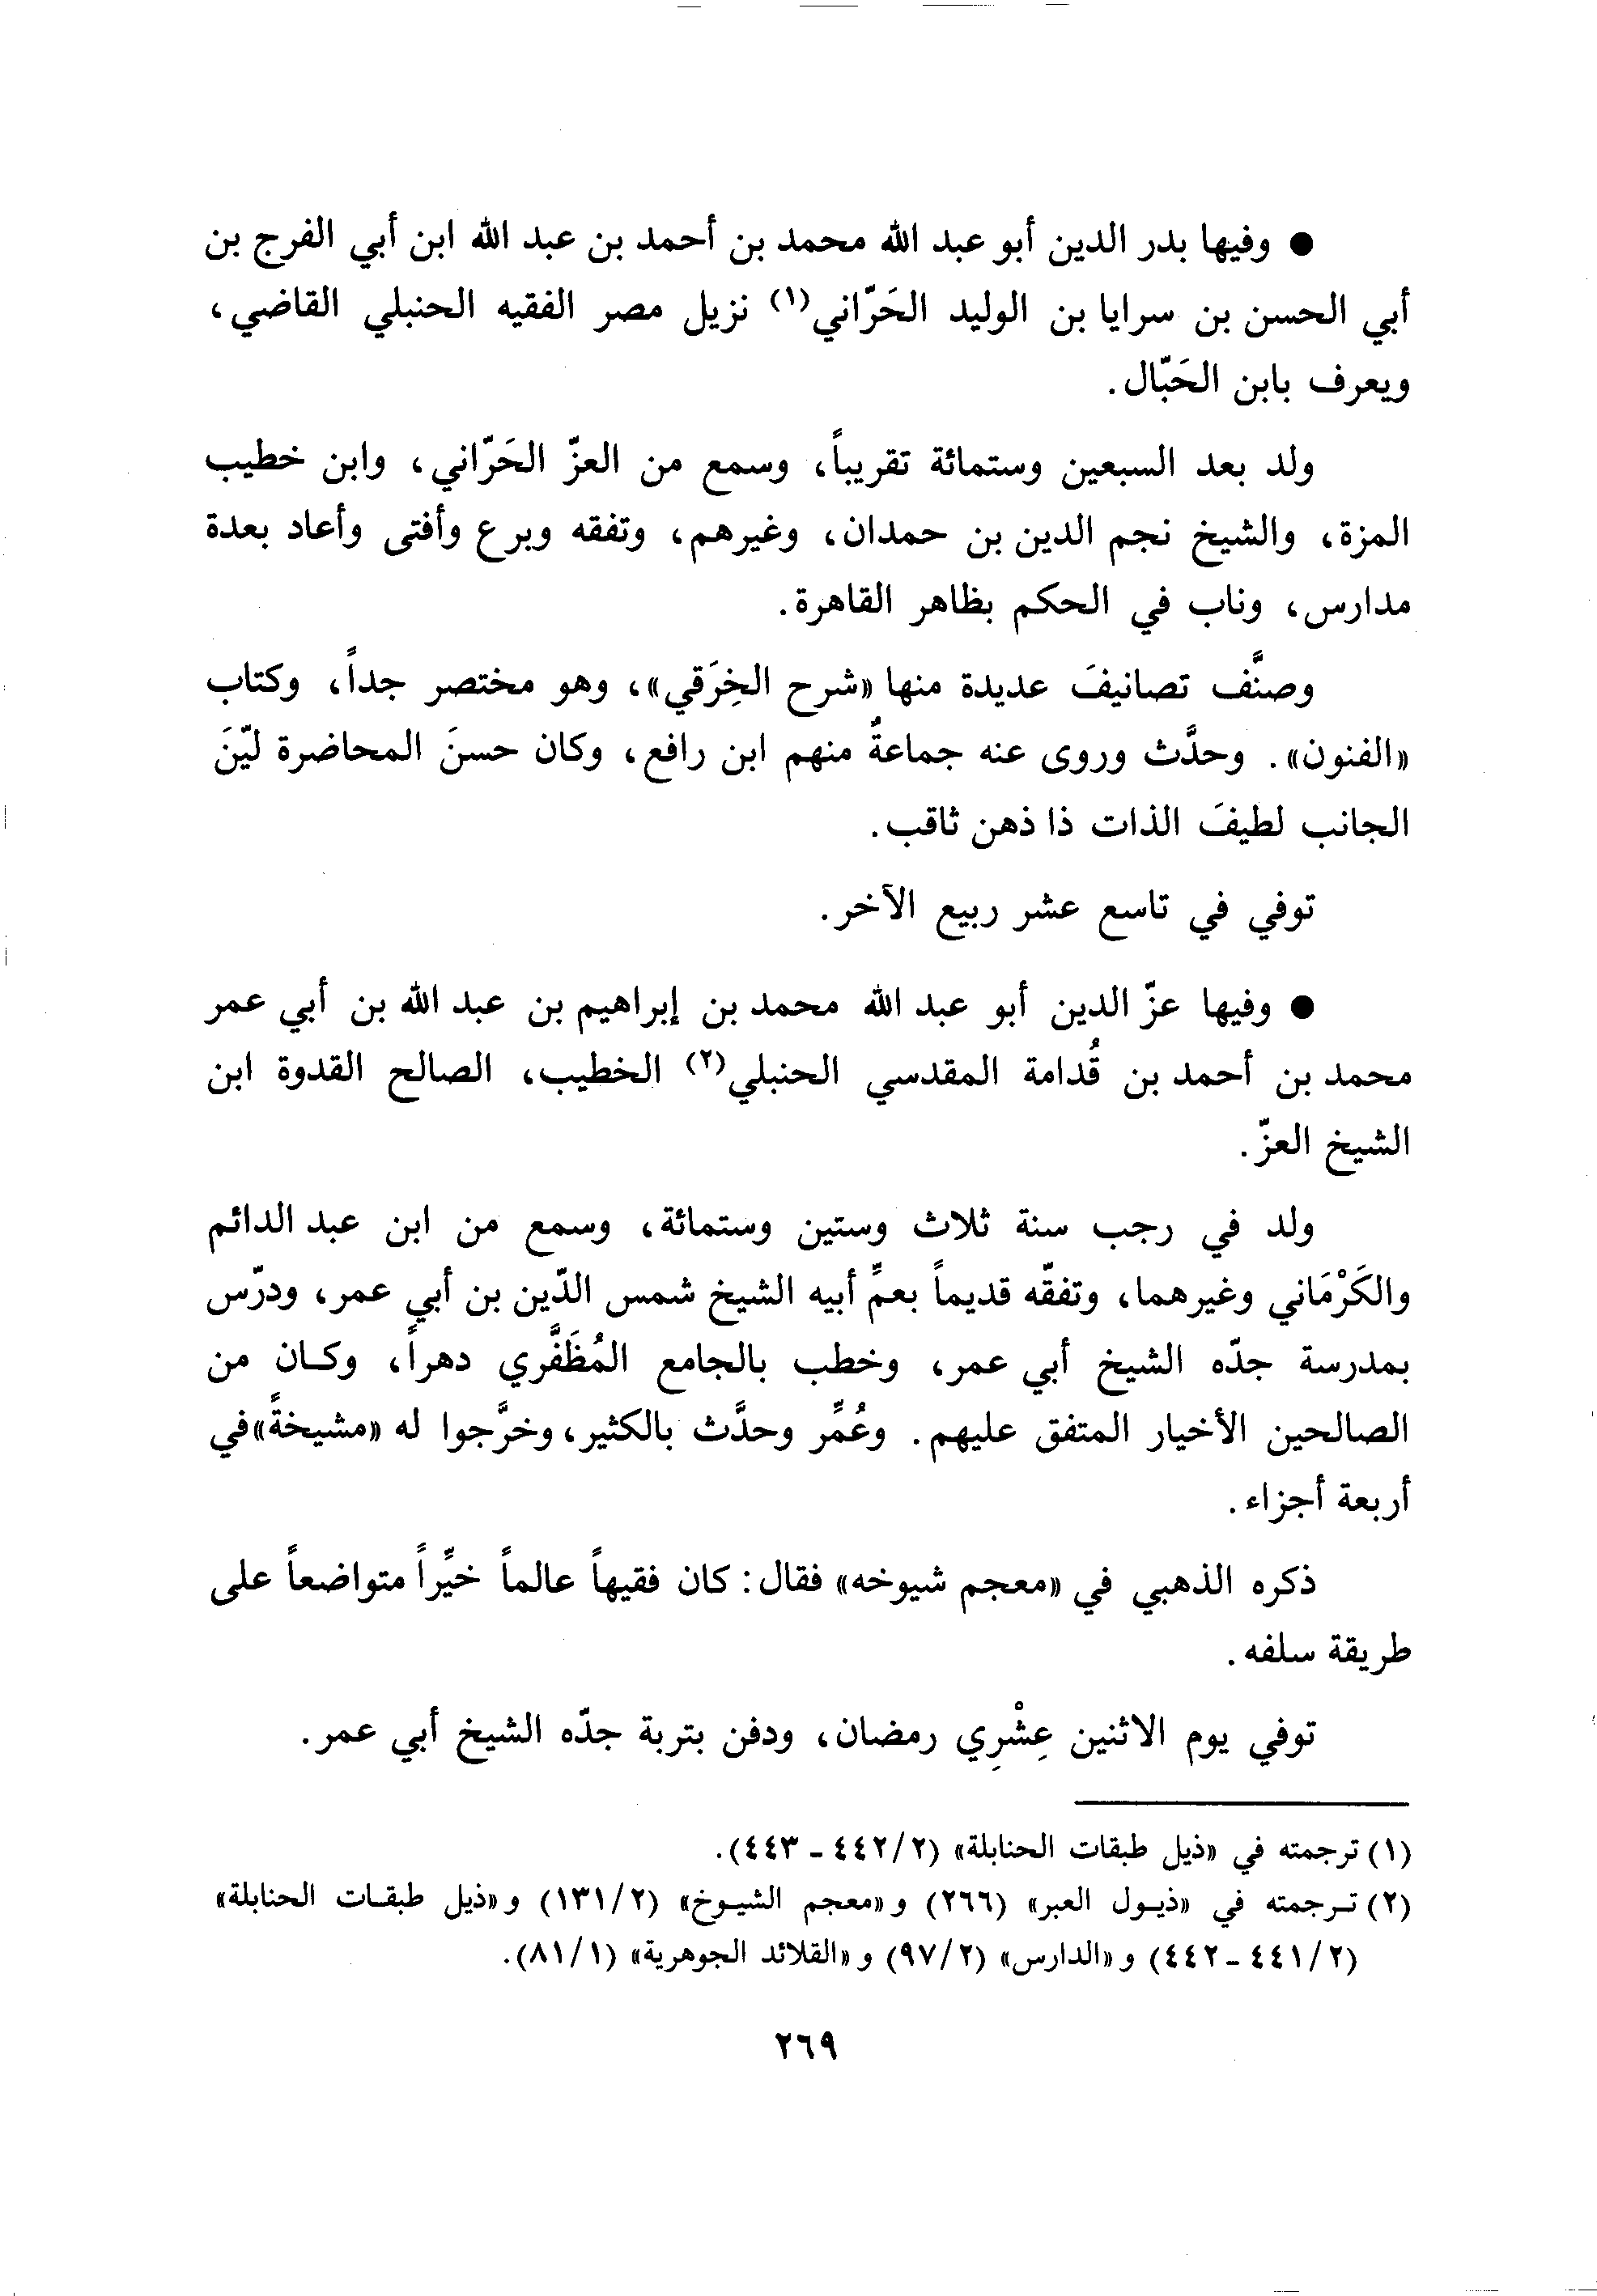 ● وفيها بدر الدين أبو عبد الله محمد بن أحمد بن عبد الله ابن أبي الفرج بن
أبي الحسن بن سرايا بن الوليد الحَرّاني(١) نزيل مصر الفقيه الحنبلي القاضي،
ويعرف بابن الحَبّال.
ولد بعد السبعين وستمائة تقريباً، وسمع من العزّ الحَرّاني، وابن خطيب
المزة، والشيخ نجم الدين بن حمدان، وغيرهم، وتفقه وبرع وأفتى وأعاد بعدة
مدارس، وناب في الحكم بظاهر القاهرة.
وصنَّف تصانيفَ عديدة منها «شرح الخِرَقي»، وهو مختصر جداً، وكتاب
«الفنون». وحدَّث وروى عنه جماعةٌ منهم ابن رافع، وكان حسنَ المحاضرة ليّنَ
الجانب لطيفَ الذات ذا ذهن ثاقب.
توفي في تاسع عشر ربيع الآخر.
● وفيها عزّ الدين أبو عبد الله محمد بن إبراهيم بن عبد الله بن أبي عمر
محمد بن أحمد بن قُدامة المقدسي الحنبلي(٢) الخطيب، الصالح القدوة ابن
الشيخ العزّ.
ولد في رجب سنة ثلاث وستين وستمائة، وسمع من ابن عبد الدائم
والكَرْمَاني وغيرهما، وتفقّه قديماً بعمِّ أبيه الشيخ شمس الدّين بن أبي عمر، ودرّس
بمدرسة جدّه الشيخ أبي عمر، وخطب بالجامع المُظَفَّري دهراً، وكـان من
الصالحين الأخيار المتفق عليهم. وعُمِّر وحدَّث بالكثير، وخرَّجوا له «مشيخةً» في
أربعة أجزاء.
ذكره الذهبي في «معجم شيوخه» فقال: كان فقيهاً عالماً خيِّراً متواضعاً على
طريقة سلفه.
توفي يوم الاثنين عِشْرِي رمضان، ودفن بتربة جدّه الشيخ أبي عمر.
(١) ترجمته في «ذيل طبقات الحنابلة» (٢/ ٤٤٢ - ٤٤٣).
(٢) تـرجمته في «ذيـول العبر» (٢٦٦) و«معجم الشيـوخ» (٢/ ١٣١) و«ذيل طبقـات الحنابلة»
(٢/ ٤٤١ - ٤٤٢) و«الدارس» (٢/ ٩٧) و«القلائد الجوهرية» (١/ ٨١).
٢٦٩